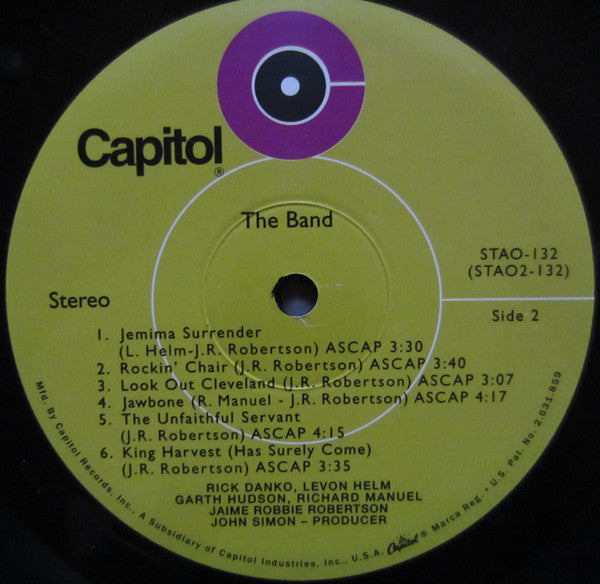 Capitol®
The Band
STAO-132
(STAO2-132)
Stereo
Side 2
1. Jemima Surrender
(L. Helm-J.R. Robertson) ASCAP 3:30
2. Rockin' Chair (J.R. Robertson) ASCAP 3:40
3. Look Out Cleveland (J.R. Robertson) ASCAP 3:07
4. Jawbone (R. Manuel - J.R. Robertson) ASCAP 4:17
5. The Unfaithful Servant
(J.R. Robertson) ASCAP 4:15
6. King Harvest (Has Surely Come)
(J.R. Robertson) ASCAP 3:35
RICK DANKO, LEVON HELM
GARTH HUDSON, RICHARD MANUEL
JAIME ROBBIE ROBERTSON
JOHN SIMON – PRODUCER
Mfd. By Capitol Records, Inc., A Subsidiary of Capitol Industries, Inc., U.S.A. Capitol® Marca Reg. • U.S. Pat. No. 2.631.859